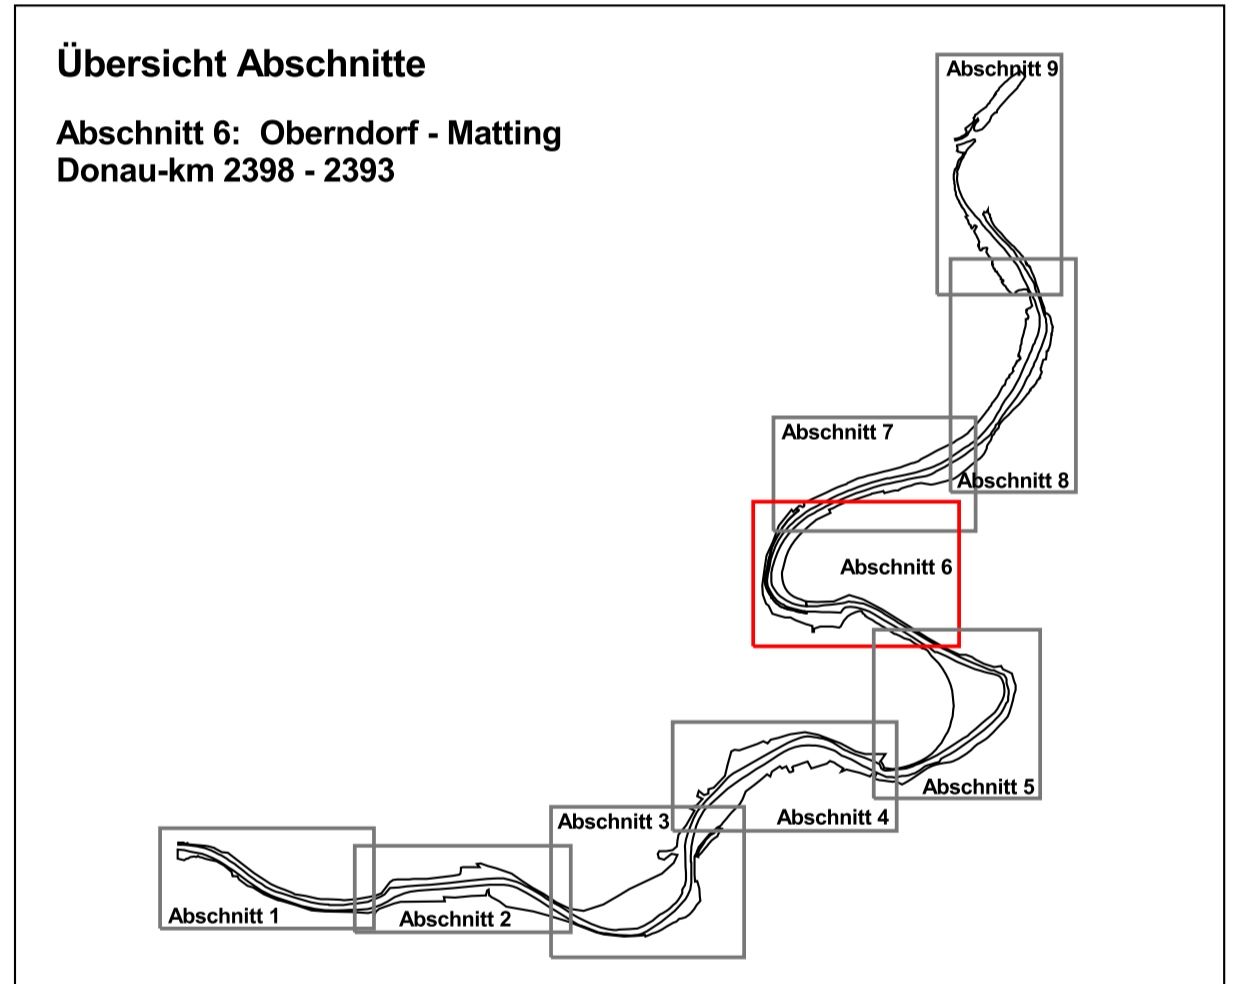 Übersicht Abschnitte
Abschnitt 6: Oberndorf - Matting
Donau-km 2398 - 2393
Abschnitt 9
Abschnitt 7
Abschnitt 8
Abschnitt 6
Abschnitt 5
Abschnitt 4
Abschnitt 3
Abschnitt 1
Abschnitt 2